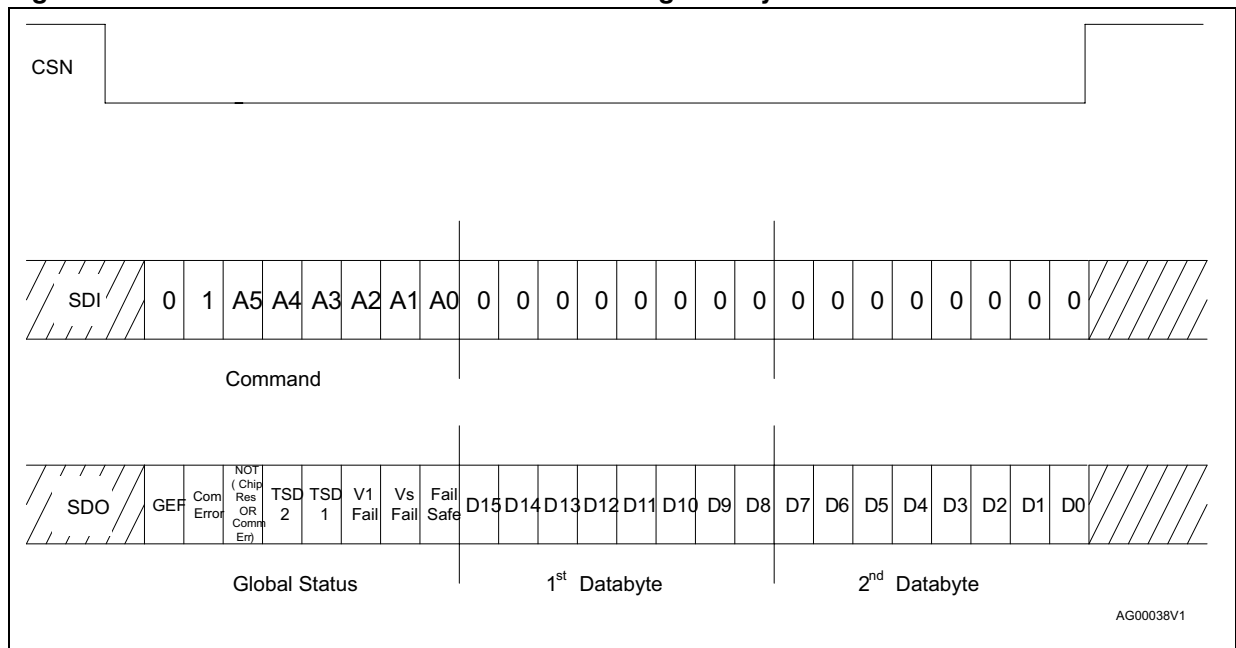 CSN
SDI 0 1 A5 A4 A3 A2 A1 A0 0 0 0 0 0 0 0 0 0 0 0 0 0 0 0 0
Command
SDO GEF Com Error NOT ( Chip Res OR Comm Err) TSD 2 TSD 1 V1 Fail Vs Fail Fail Safe D15 D14 D13 D12 D11 D10 D9 D8 D7 D6 D5 D4 D3 D2 D1 D0
Global Status 1st Databyte 2nd Databyte
AG00038V1